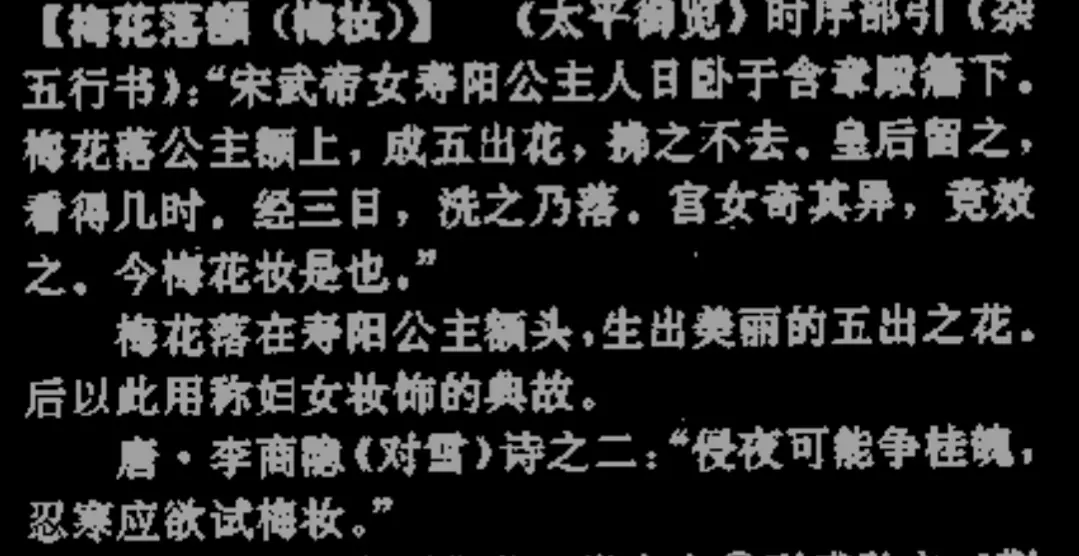 【梅花落额（梅妆）】 《太平御览》时序部引《杂
五行书》：“宋武帝女寿阳公主人日卧于含章殿簷下。
梅花落公主额上，成五出花，拂之不去。皇后留之，
看得几时。经三日，洗之乃落。宫女奇其异，竟效
之。今梅花妆是也。”
梅花落在寿阳公主额头，生出美丽的五出之花。
后以此用称妇女妆饰的典故。
唐·李商隐《对雪》诗之二：“侵夜可能争桂魄，
忍寒应欲试梅妆。”